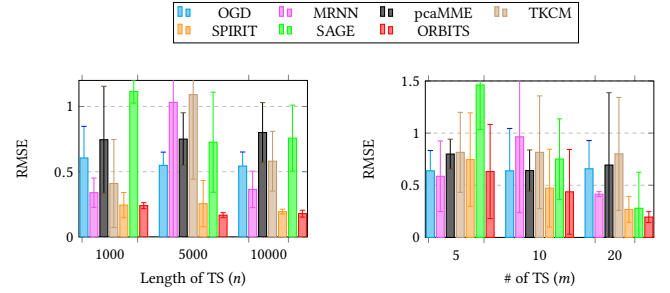 OGD MRNN pcaMME TKCM
SPIRIT SAGE ORBITS
RMSE
1
0.5
0
1000 5000 10000
Length of TS (n)
RMSE
1.5
1
0.5
0
5 10 20
# of TS (m)